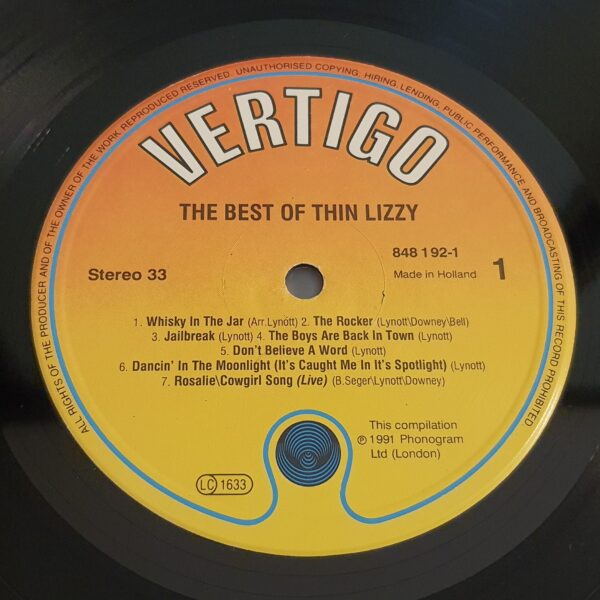 ALL RIGHTS OF THE PRODUCER AND OF THE OWNER OF THE WORK REPRODUCED RESERVED. UNAUTHORISED COPYING, HIRING, LENDING, PUBLIC PERFORMANCE AND BROADCASTING OF THIS RECORD PROHIBITED
VERTIGO
THE BEST OF THIN LIZZY
848 192-1
Stereo 33
Made in Holland
1
1. Whisky In The Jar (Arr.Lynott) 2. The Rocker (Lynott\Downey\Bell)
3. Jailbreak (Lynott) 4. The Boys Are Back In Town (Lynott)
5. Don't Believe A Word (Lynott)
6. Dancin' In The Moonlight (It's Caught Me In It's Spotlight) (Lynott)
7. Rosalie\Cowgirl Song (Live) (B.Seger\Lynott\Downey)
This compilation
℗ 1991 Phonogram
Ltd (London)
LC 1633